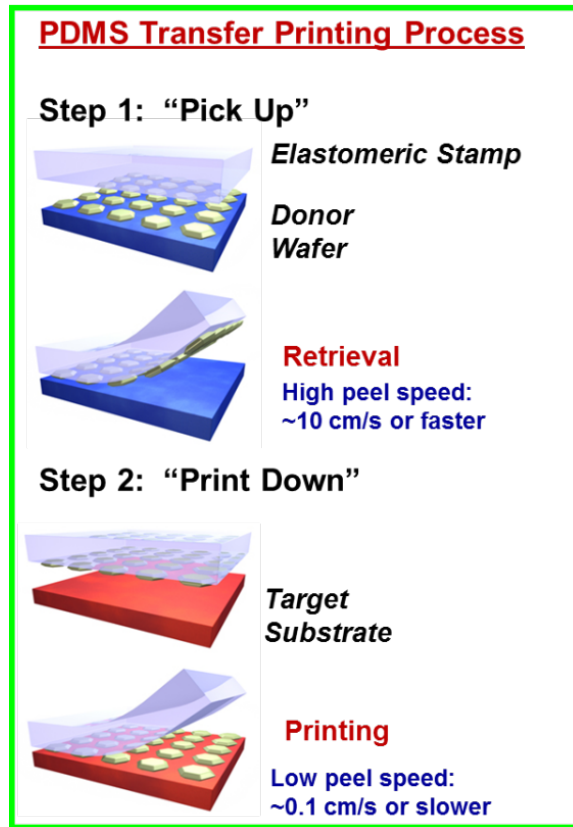 PDMS Transfer Printing Process
Step 1: “Pick Up”
Elastomeric Stamp
Donor
Wafer
Retrieval
High peel speed:
~10 cm/s or faster
Step 2: “Print Down”
Target
Substrate
Printing
Low peel speed:
~0.1 cm/s or slower